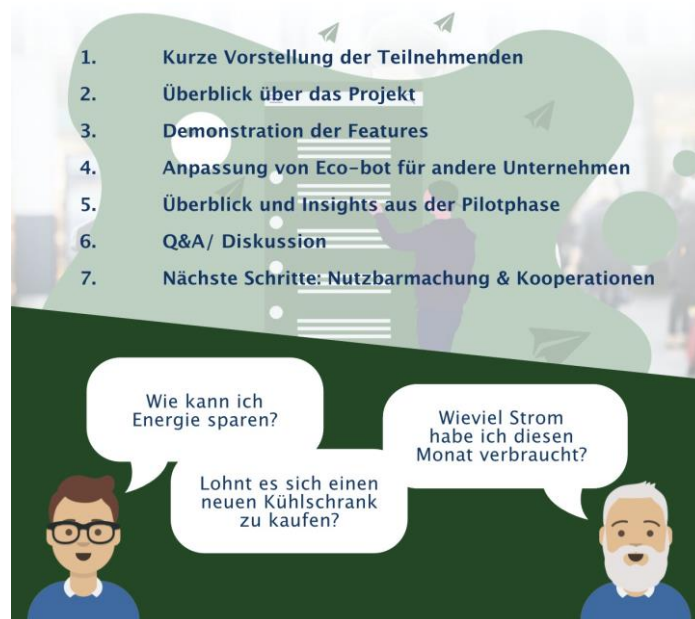 1. Kurze Vorstellung der Teilnehmenden
2. Überblick über das Projekt
3. Demonstration der Features
4. Anpassung von Eco-bot für andere Unternehmen
5. Überblick und Insights aus der Pilotphase
6. Q&A/ Diskussion
7. Nächste Schritte: Nutzbarmachung & Kooperationen
Wie kann ich
Energie sparen?
Wieviel Strom
habe ich diesen
Monat verbraucht?
Lohnt es sich einen
neuen Kühlschrank
zu kaufen?